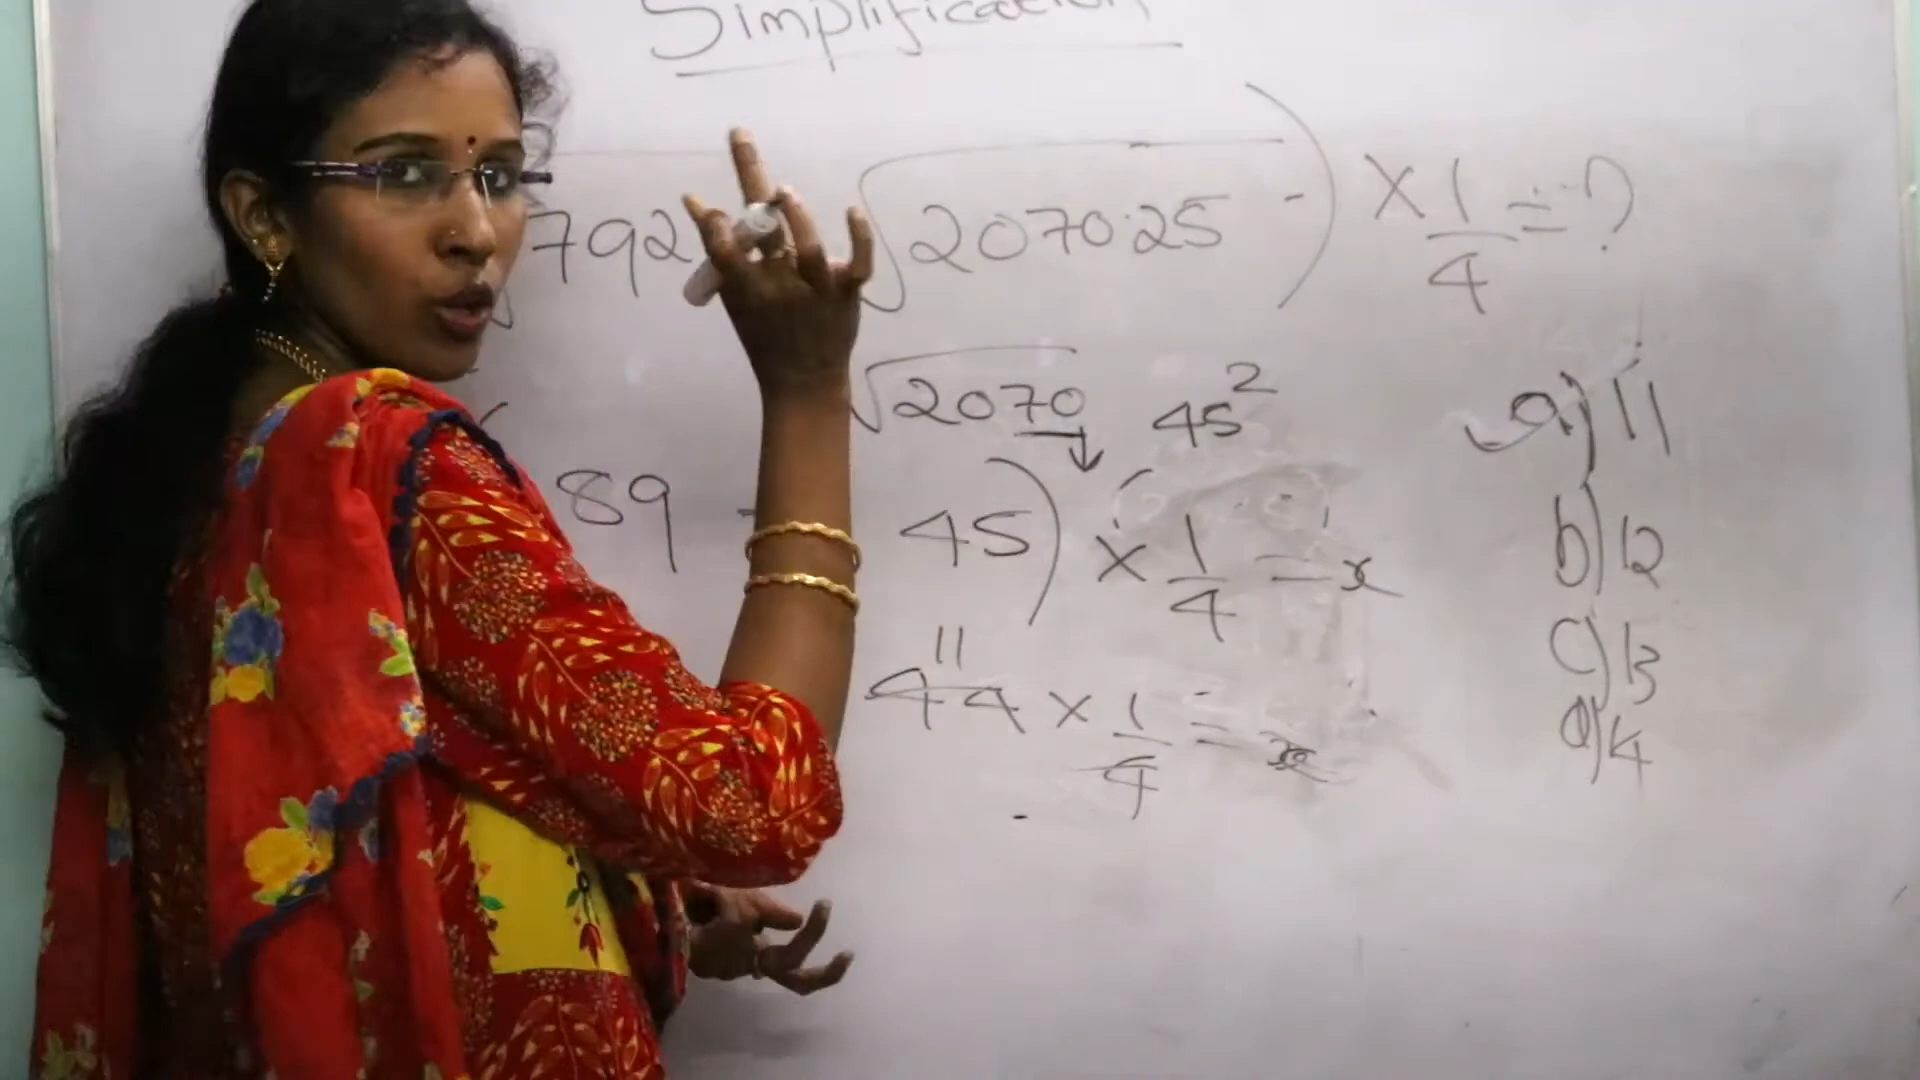 Simplification
√792 √2070.25 ) × 1/4 = ?
√2070 45²
89 - 45) × 1/4 = x
11
44 × 1/4 = x
a) 11
b) 12
c) 13
d) 14